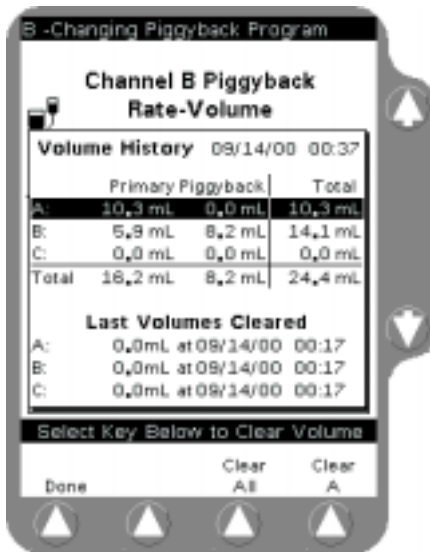 B -Changing Piggyback Program
Channel B Piggyback
Rate-Volume
Volume History 09/14/00 00:37
Primary Piggyback Total
A: 10.3 mL 0.0 mL 10.3 mL
B: 5.9 mL 8.2 mL 14.1 mL
C: 0.0 mL 0.0 mL 0.0 mL
Total 16.2 mL 8.2 mL 24.4 mL
Last Volumes Cleared
A: 0.0mL at 09/14/00 00:17
B: 0.0mL at 09/14/00 00:17
C: 0.0mL at 09/14/00 00:17
Select Key Below to Clear Volume
Done Clear All Clear A